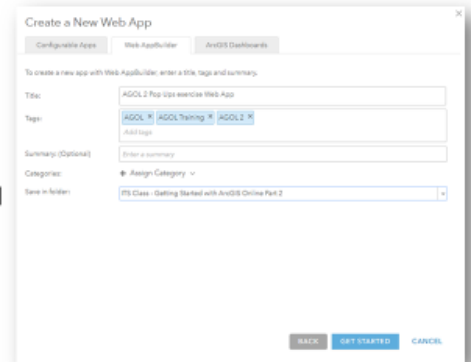 Create a New Web App
×
Configurable Apps Web AppBuilder ArcGIS Dashboards
To create a new app with Web AppBuilder, enter a title, tags and summary.
Title: AGOL 2 Pop Ups exercise Web App
Tags: AGOL × AGOL Training × AGOL 2 ×
Add tags
Summary: (Optional) Enter a summary
Categories: Assign Category
Save in folder: ITS Class - Getting Started with ArcGIS Online Part 2
BACK GET STARTED CANCEL